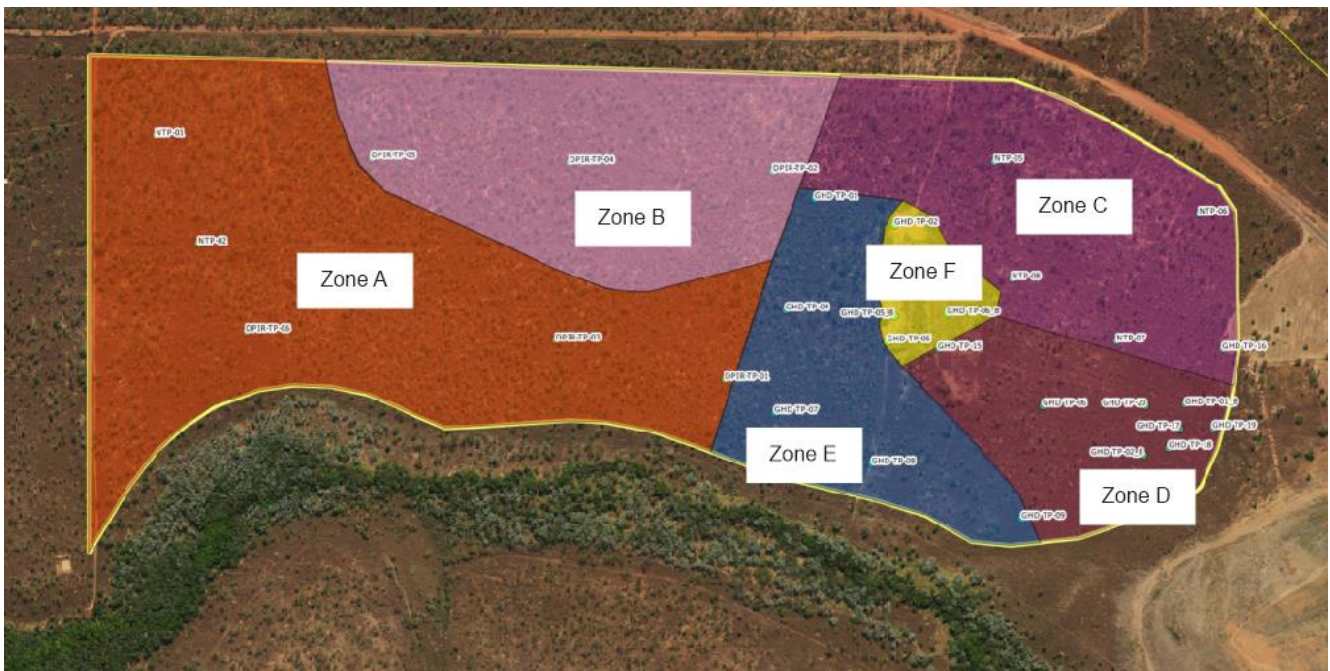 NTP-01
DPIR-TP-05
DPIR-TP-04
DPIR-TP-02
NTP-05
GHD TP-01
Zone B
Zone C
NTP-06
GHD TP-02
NTP-02
Zone A
Zone F
NTP-08
GHD TP-04
GHD TP-05_B
GHD TP-06_B
DPIR-TP-06
DPIR-TP-03
GHD TP-06
GHD TP-15
NTP-07
GHD TP-16
DPIR-TP-01
GHD TP-07
GHD TP-01_B
GHD TP-17
GHD TP-19
GHD TP-18
Zone E
GHD TP-08
Zone D
GHD TP-09